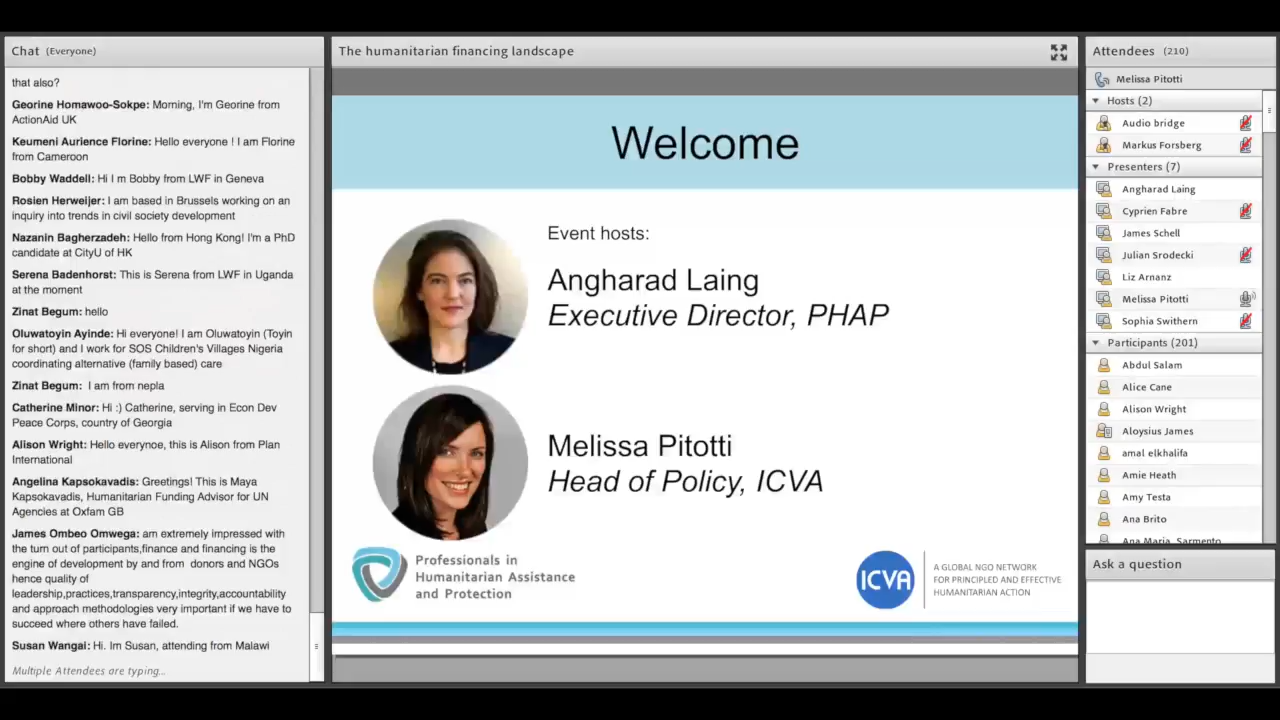 Chat (Everyone)
that also?
Georine Homawoo-Sokpe: Morning, I'm Georine from
ActionAid UK
Keumeni Aurience Florine: Hello everyone ! I am Florine
from Cameroon
Bobby Waddell: Hi I m Bobby from LWF in Geneva
Rosien Herweijer: I am based in Brussels working on an
inquiry into trends in civil society development
Nazanin Bagherzadeh: Hello from Hong Kong! I'm a PhD
candidate at CityU of HK
Serena Badenhorst: This is Serena from LWF in Uganda
at the moment
Zinat Begum: hello
Oluwatoyin Ayinde: Hi everyone! I am Oluwatoyin (Toyin
for short) and I work for SOS Children's Villages Nigeria
coordinating alternative (family based) care
Zinat Begum: I am from nepla
Catherine Minor: Hi :) Catherine, serving in Econ Dev
Peace Corps, country of Georgia
Alison Wright: Hello everynoe, this is Alison from Plan
International
Angelina Kapsokavadis: Greetings! This is Maya
Kapsokavadis, Humanitarian Funding Advisor for UN
Agencies at Oxfam GB
James Ombeo Omwega: am extremely impressed with
the turn out of participants,finance and financing is the
engine of development by and from donors and NGOs
hence quality of
leadership,practices,transparency,integrity,accountability
and approach methodologies very important if we have to
succeed where others have failed.
Susan Wangai: Hi. Im Susan, attending from Malawi
Multiple Attendees are typing...
The humanitarian financing landscape
Welcome
Event hosts:
Angharad Laing
Executive Director, PHAP
Melissa Pitotti
Head of Policy, ICVA
Professionals in
Humanitarian Assistance
and Protection
ICVA
A GLOBAL NGO NETWORK
FOR PRINCIPLED AND EFFECTIVE
HUMANITARIAN ACTION
Attendees (210)
Melissa Pitotti
Hosts (2)
Audio bridge
Markus Forsberg
Presenters (7)
Angharad Laing
Cyprien Fabre
James Schell
Julian Srodecki
Liz Arnanz
Melissa Pitotti
Sophia Swithern
Participants (201)
Abdul Salam
Alice Cane
Alison Wright
Aloysius James
amal elkhalifa
Amie Heath
Amy Testa
Ana Brito
Ana Maria. Sarmento
Ask a question